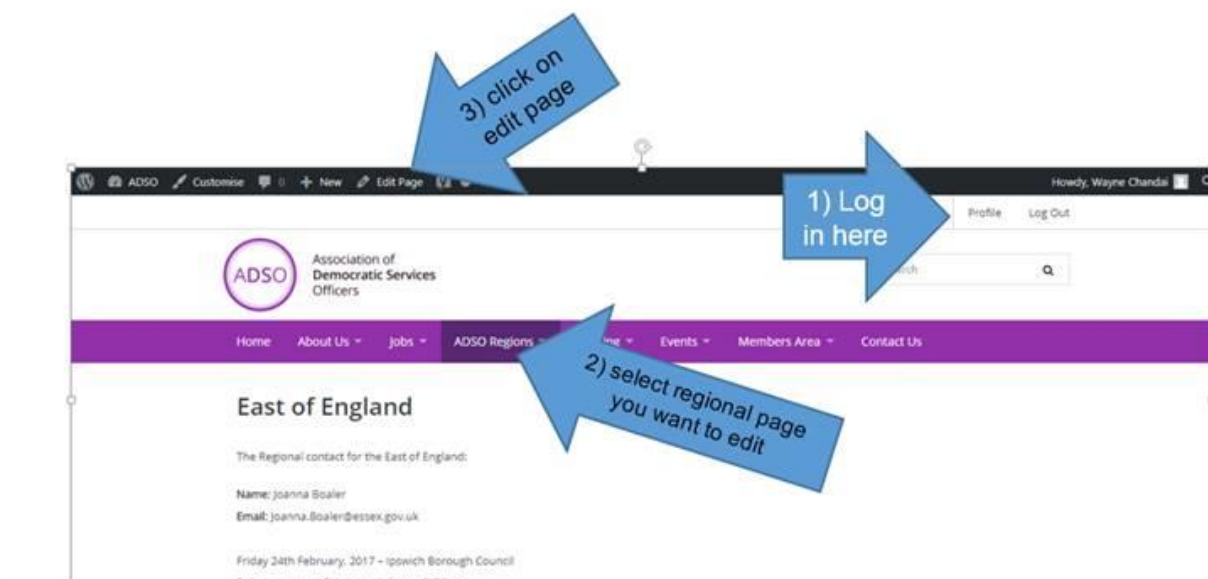 3) click on
edit page
ADSO Customise 0 New Edit Page
Howdy, Wayne Chandai
1) Log
in here
Profile Log Out
ADSO
Association of
Democratic Services
Officers
Home About Us Jobs ADSO Regions Events Members Area Contact Us
2) select regional page
you want to edit
East of England
The Regional contact for the East of England:
Name: Joanna Boaler
Email: Joanna.Boaler@essex.gov.uk
Friday 24th February, 2017 – Ipswich Borough Council